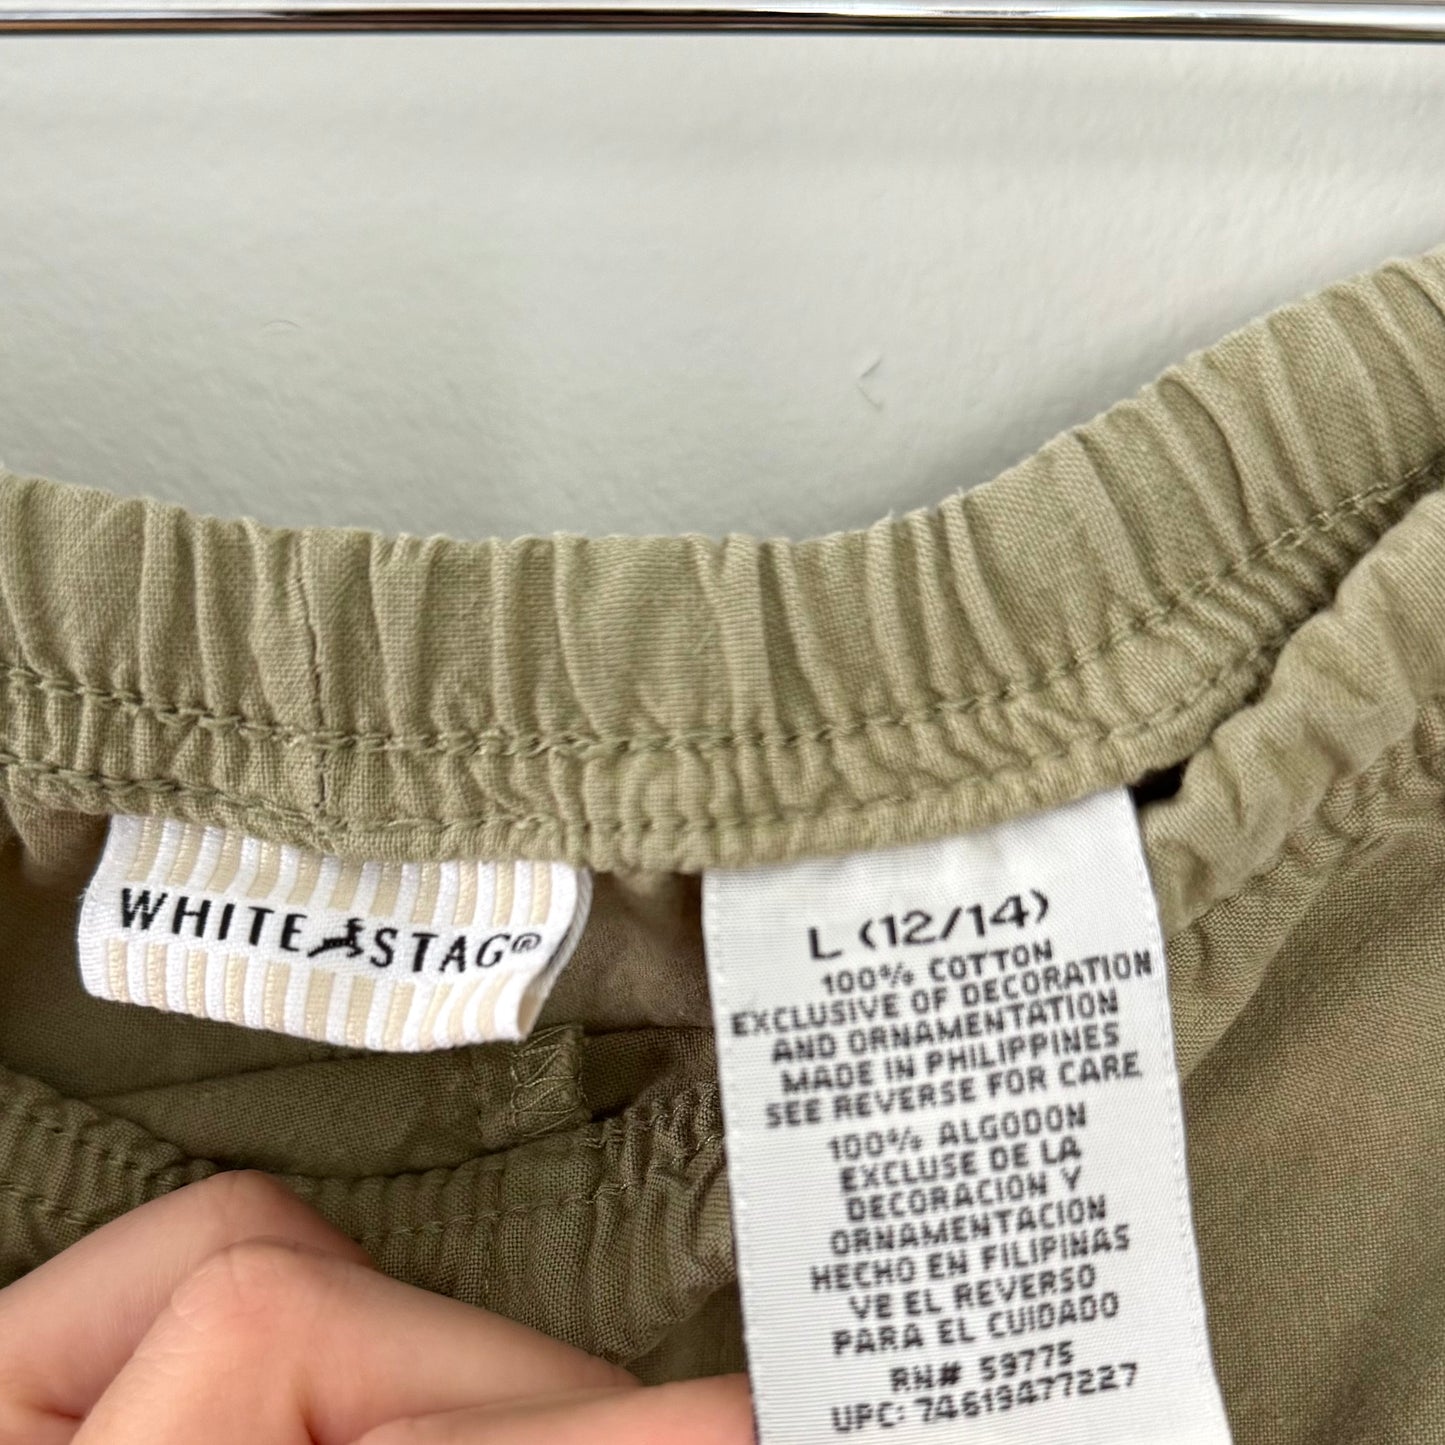 WHITE STAG®
L (12/14)
100% COTTON
EXCLUSIVE OF DECORATION
AND ORNAMENTATION
MADE IN PHILIPPINES
SEE REVERSE FOR CARE
100% ALGODON
EXCLUSE DE LA
DECORACION Y
ORNAMENTACION
HECHO EN FILIPINAS
VE EL REVERSO
PARA EL CUIDADO
RN# 59775
UPC: 74619477227